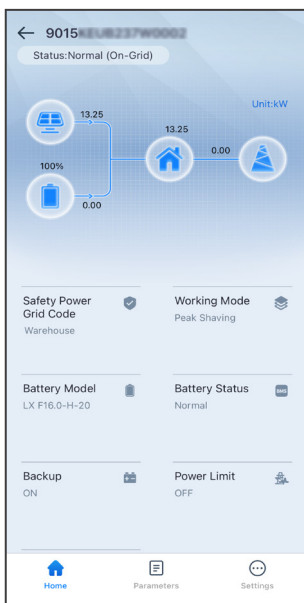 9015
Status:Normal (On-Grid)
Unit:kW
13.25
13.25
0.00
100%
0.00
Safety Power
Grid Code
Warehouse
Working Mode
Peak Shaving
Battery Model
LX F16.0-H-20
Battery Status
Normal
BMS
Backup
ON
Power Limit
OFF
Home
Parameters
Settings